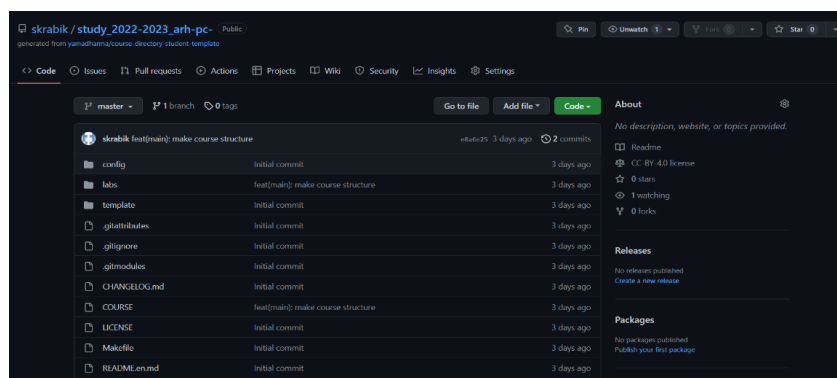 skrabik / study_2022-2023_arh-pc- Public
Pin Unwatch 1 Fork 0 Star 0
generated from yamadharma/course-directory-student-template
Code Issues Pull requests Actions Projects Wiki Security Insights Settings
master 1 branch 0 tags Go to file Add file Code
skrabik feat(main): make course structure e8a6e25 3 days ago 2 commits
config Initial commit 3 days ago
labs feat(main): make course structure 3 days ago
template Initial commit 3 days ago
.gitattributes Initial commit 3 days ago
.gitignore Initial commit 3 days ago
.gitmodules Initial commit 3 days ago
CHANGELOG.md Initial commit 3 days ago
COURSE feat(main): make course structure 3 days ago
LICENSE Initial commit 3 days ago
Makefile Initial commit 3 days ago
README.en.md Initial commit 3 days ago
About
No description, website, or topics provided.
Readme
CC-BY-4.0 license
0 stars
1 watching
0 forks
Releases
No releases published
Create a new release
Packages
No packages published
Publish your first package